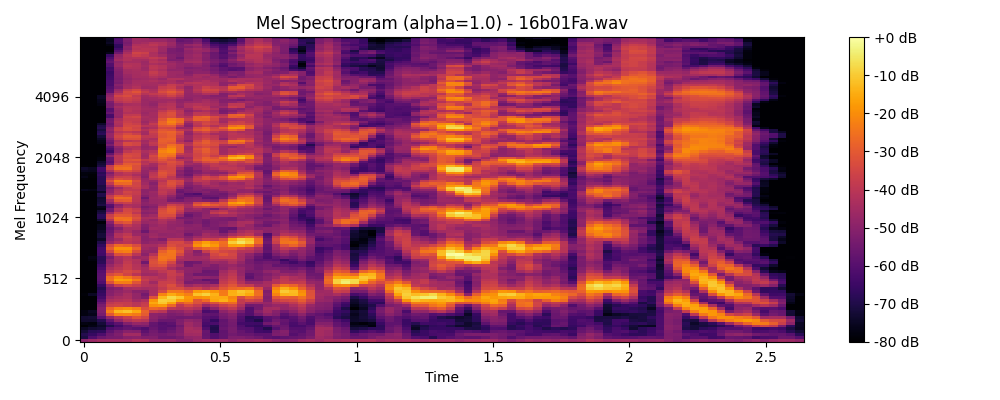 Mel Spectrogram (alpha=1.0) - 16b01Fa.wav
Mel Frequency
4096
2048
1024
512
0
0
0.5
1
1.5
2
2.5
Time
+0 dB
-10 dB
-20 dB
-30 dB
-40 dB
-50 dB
-60 dB
-70 dB
-80 dB